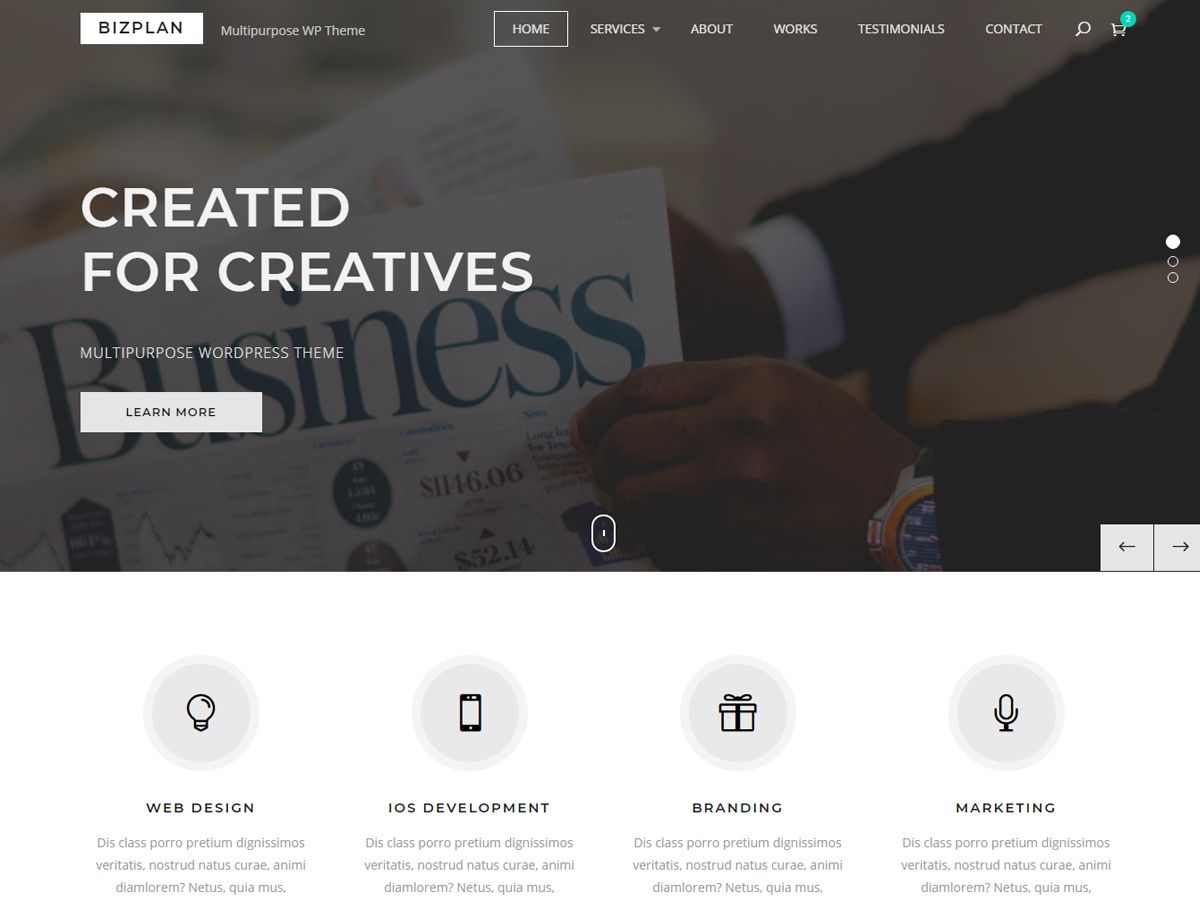 BIZPLAN
Multipurpose WP Theme
HOME
SERVICES
ABOUT
WORKS
TESTIMONIALS
CONTACT
2
CREATED
FOR CREATIVES
Business
MULTIPURPOSE WORDPRESS THEME
LEARN MORE
News
Currencies
Commodities
Gold
$1146.06
$52.14
WEB DESIGN
Dis class porro pretium dignissimos
veritatis, nostrud natus curae, animi
diamlorem? Netus, quia mus,
IOS DEVELOPMENT
Dis class porro pretium dignissimos
veritatis, nostrud natus curae, animi
diamlorem? Netus, quia mus,
BRANDING
Dis class porro pretium dignissimos
veritatis, nostrud natus curae, animi
diamlorem? Netus, quia mus,
MARKETING
Dis class porro pretium dignissimos
veritatis, nostrud natus curae, animi
diamlorem? Netus, quia mus,